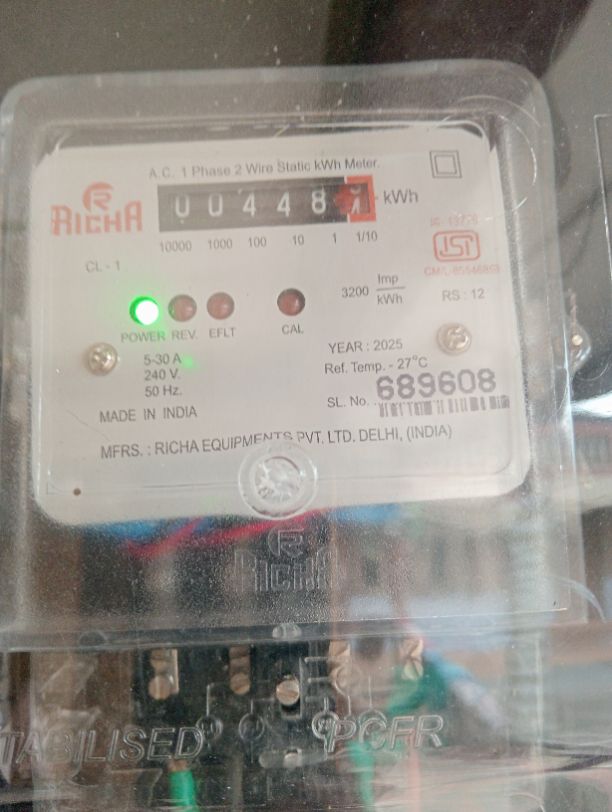 A.C. 1 Phase 2 Wire Static kWh Meter.
RICHA
0 0 4 4 8 kWh
10000 1000 100 10 1 1/10
CL - 1
3200 Imp/kWh
RS : 12
POWER REV. EFLT CAL
5-30 A
240 V.
50 Hz.
YEAR : 2025
Ref. Temp. - 27°C
SL. No. 689608
MADE IN INDIA
MFRS. : RICHA EQUIPMENTS PVT. LTD. DELHI, (INDIA)
RICHA